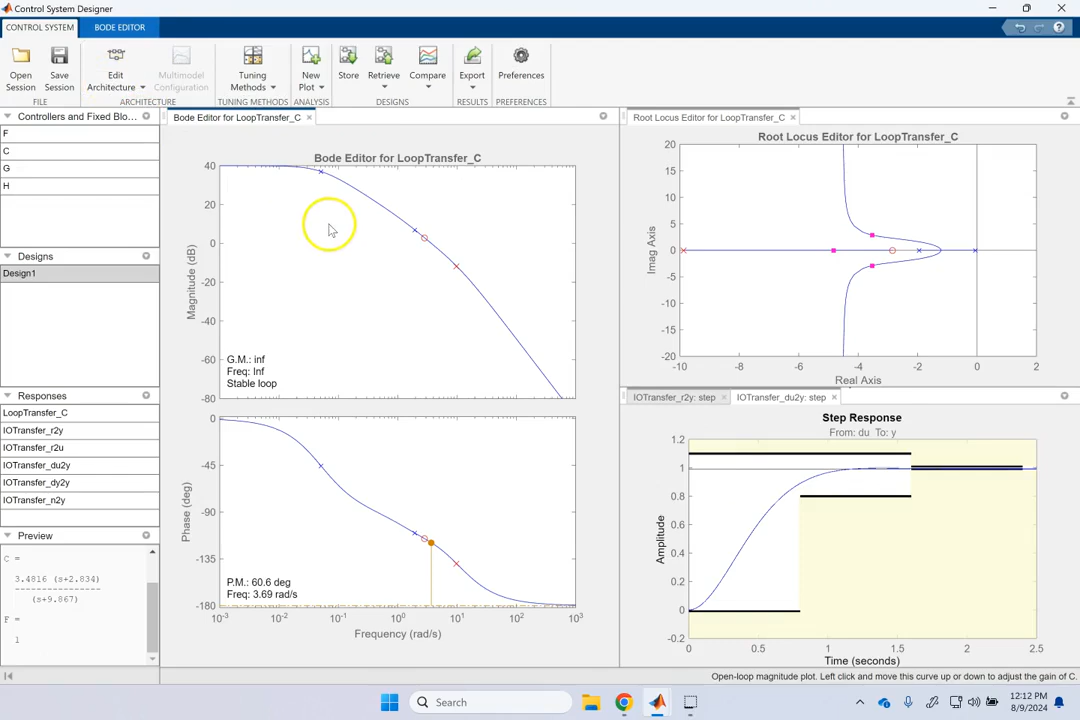 Control System Designer
CONTROL SYSTEM
BODE EDITOR
Open Session
Save Session
Edit Architecture
Multimodel Configuration
Tuning Methods
New Plot
Store
Retrieve
Compare
Export
Preferences
FILE
ARCHITECTURE
TUNING METHODS
ANALYSIS
DESIGNS
RESULTS
PREFERENCES
Controllers and Fixed Blo...
F
C
G
H
Designs
Design1
Responses
LoopTransfer_C
IOTransfer_r2y
IOTransfer_r2u
IOTransfer_du2y
IOTransfer_dy2y
IOTransfer_n2y
Preview
C =
3.4816 (s+2.834)
----------------
(s+9.867)
F =
1
Bode Editor for LoopTransfer_C
Bode Editor for LoopTransfer_C
Magnitude (dB)
40
20
0
-20
-40
-60
-80
G.M.: inf
Freq: Inf
Stable loop
Phase (deg)
0
-45
-90
-135
-180
P.M.: 60.6 deg
Freq: 3.69 rad/s
10^-3 10^-2 10^-1 10^0 10^1 10^2 10^3
Frequency (rad/s)
Root Locus Editor for LoopTransfer_C
Root Locus Editor for LoopTransfer_C
Imag Axis
20
15
10
5
0
-5
-10
-15
-20
-10 -8 -6 -4 -2 0 2
Real Axis
IOTransfer_r2y: step
IOTransfer_du2y: step
Step Response
From: du To: y
Amplitude
1.2
1
0.8
0.6
0.4
0.2
0
-0.2
0 0.5 1 1.5 2 2.5
Time (seconds)
Open-loop magnitude plot. Left click and move this curve up or down to adjust the gain of C.
Search
12:12 PM
8/9/2024